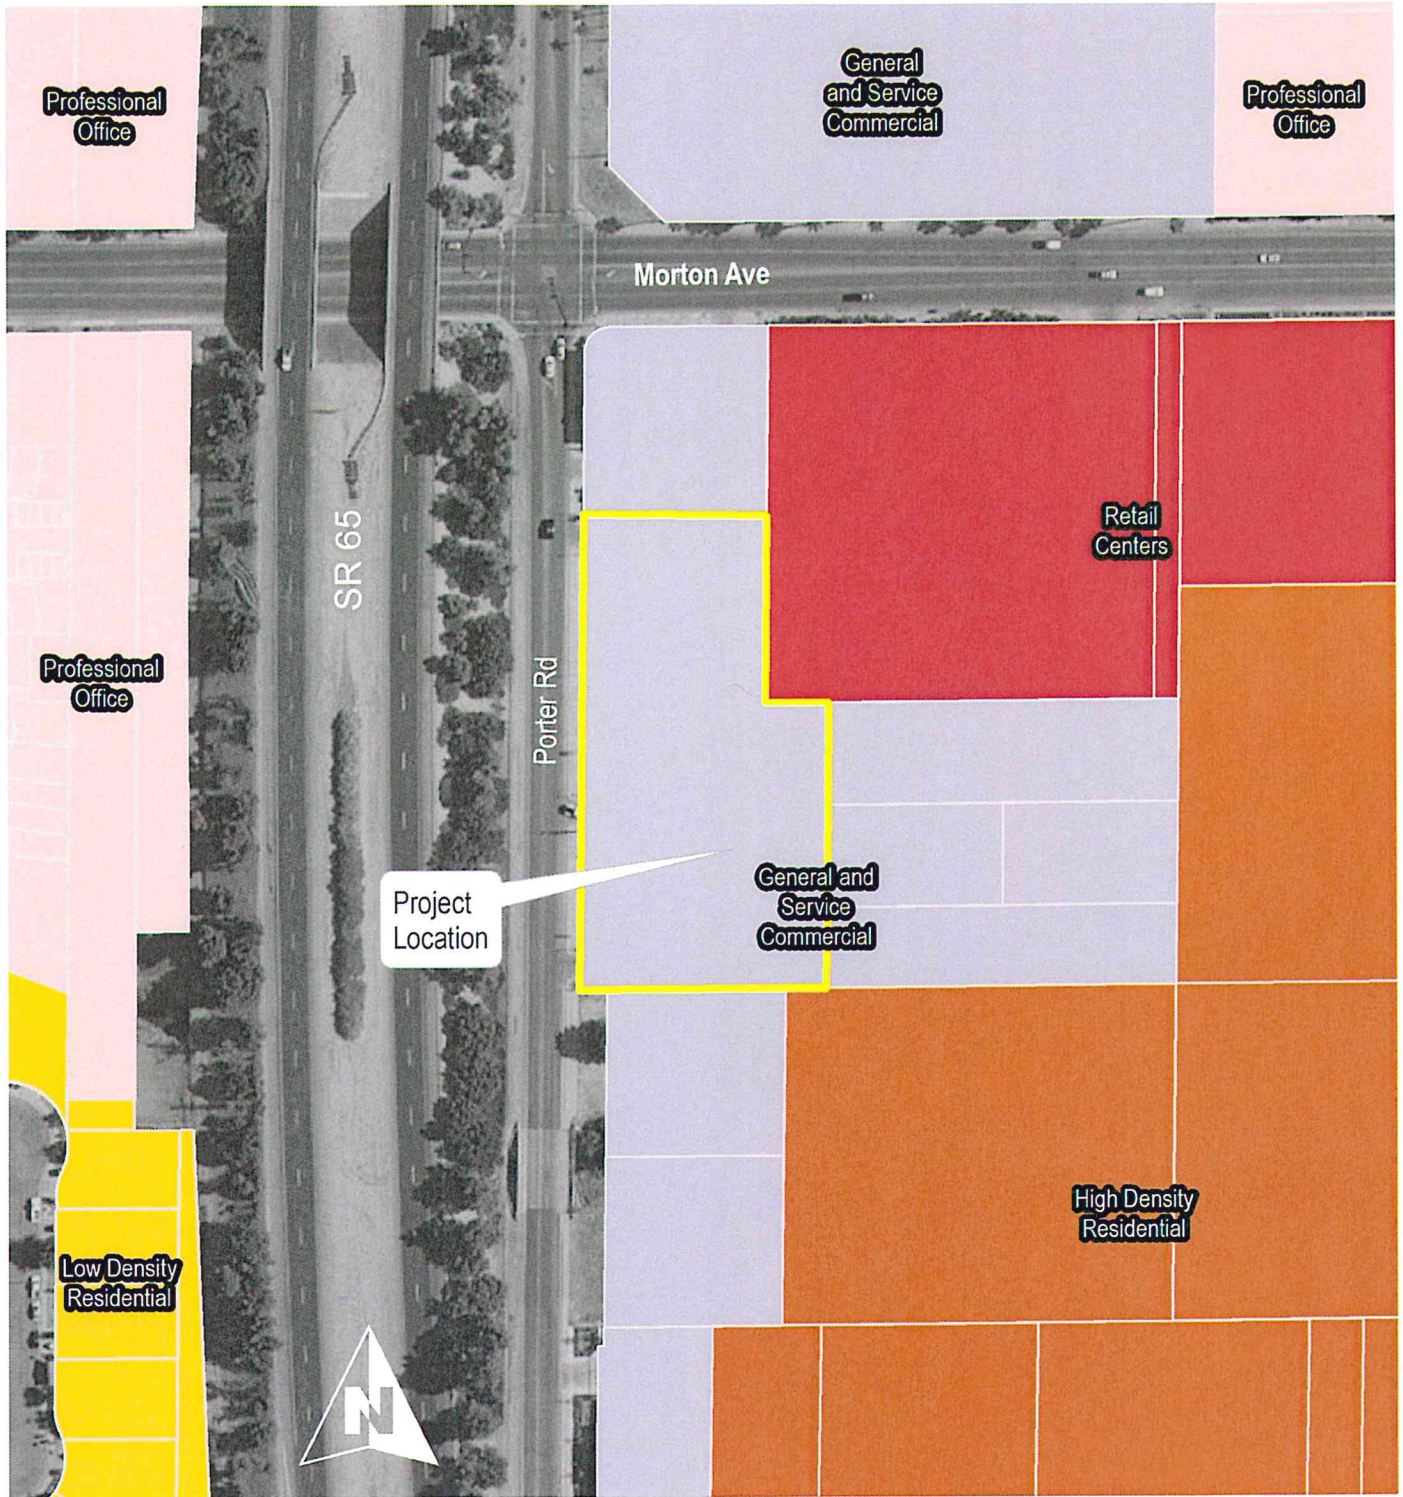 Professional
Office
General
and Service
Commercial
Professional
Office
Morton Ave
SR 65
Retail
Centers
Professional
Office
Porter Rd
Project
Location
General and
Service
Commercial
High Density
Residential
Low Density
Residential
N